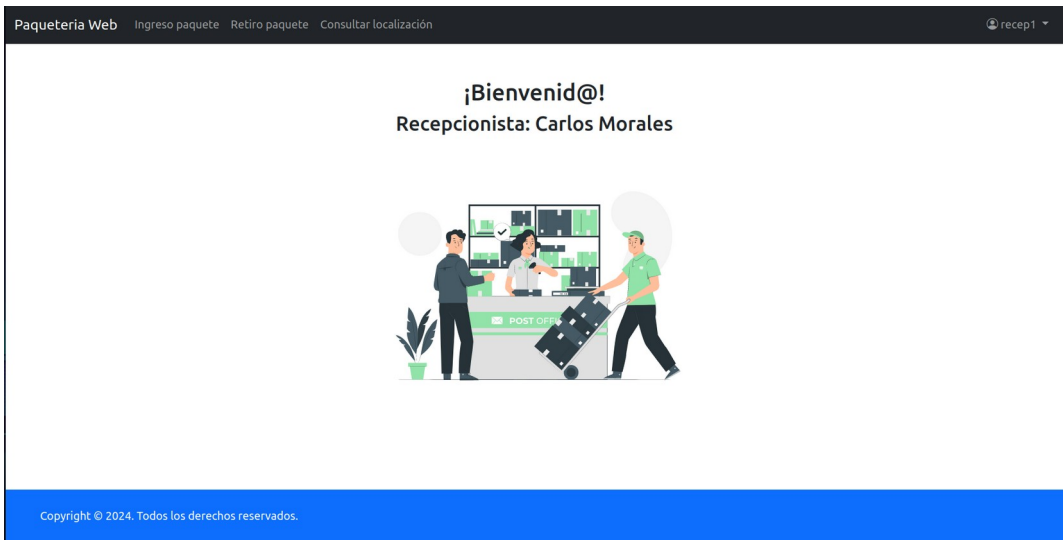 Paqueteria Web Ingreso paquete Retiro paquete Consultar localización recep1
¡Bienvenid@!
Recepcionista: Carlos Morales
POST OFFI
Copyright © 2024. Todos los derechos reservados.